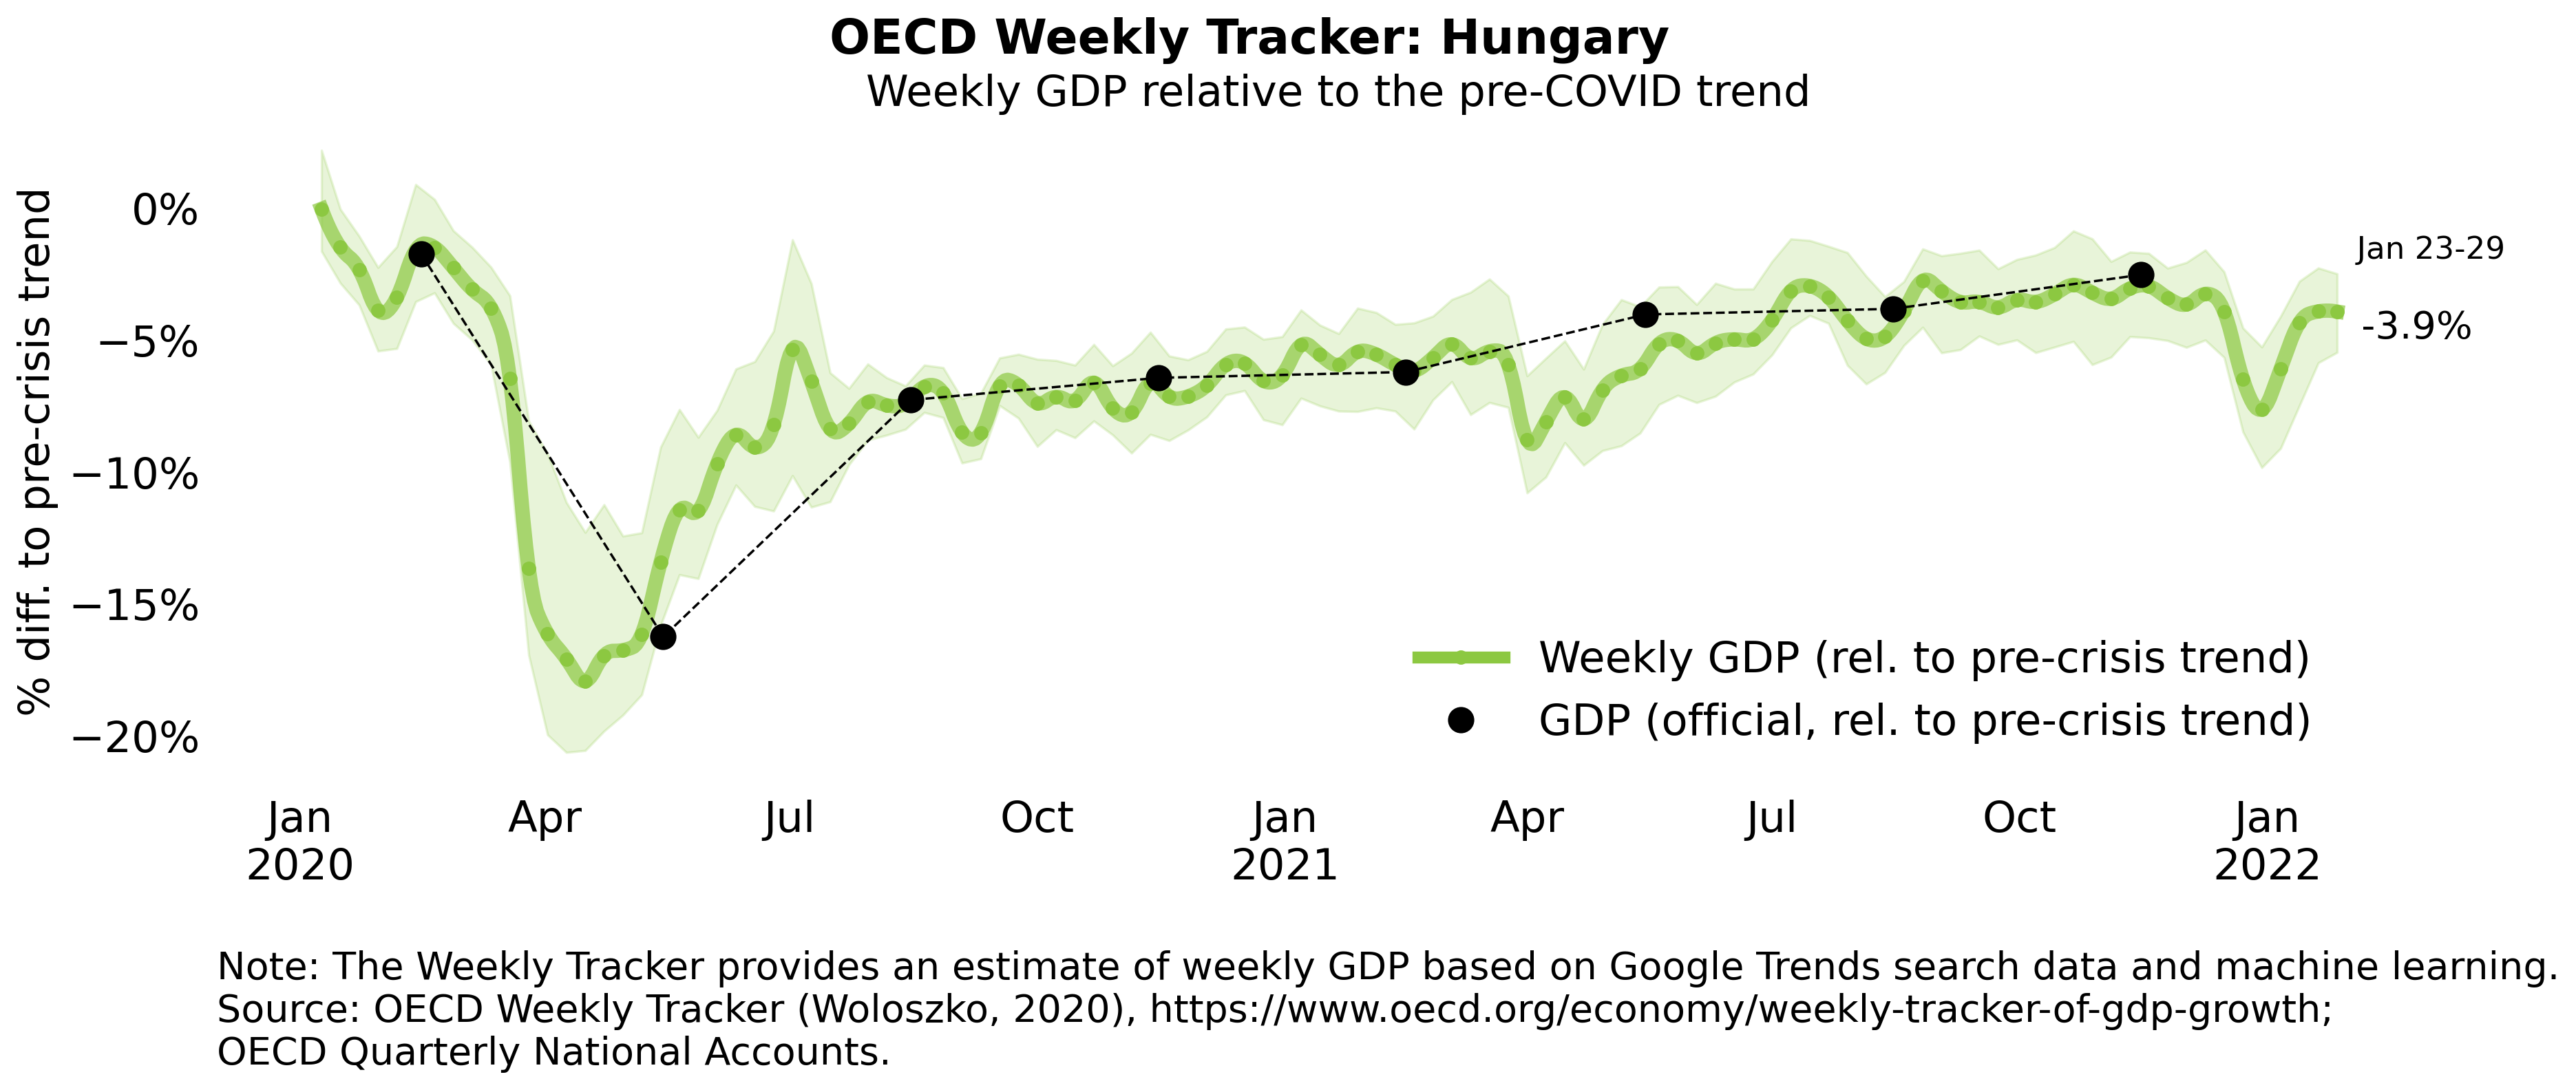 OECD Weekly Tracker: Hungary
Weekly GDP relative to the pre-COVID trend
% diff. to pre-crisis trend
0%
−5%
−10%
−15%
−20%
Jan 23-29
-3.9%
Weekly GDP (rel. to pre-crisis trend)
GDP (official, rel. to pre-crisis trend)
Jan Apr Jul Oct Jan Apr Jul Oct Jan
2020 2021 2022
Note: The Weekly Tracker provides an estimate of weekly GDP based on Google Trends search data and machine learning.
Source: OECD Weekly Tracker (Woloszko, 2020), https://www.oecd.org/economy/weekly-tracker-of-gdp-growth;
OECD Quarterly National Accounts.